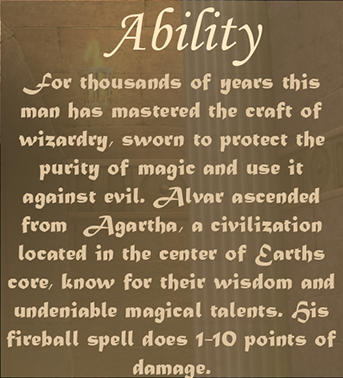 Ability
For thousands of years this
man has mastered the craft of
wizardry, sworn to protect the
purity of magic and use it
against evil. Alvar ascended
from Agartha, a civilization
located in the center of Earths
core, know for their wisdom and
undeniable magical talents. His
fireball spell does 1-10 points of
damage.